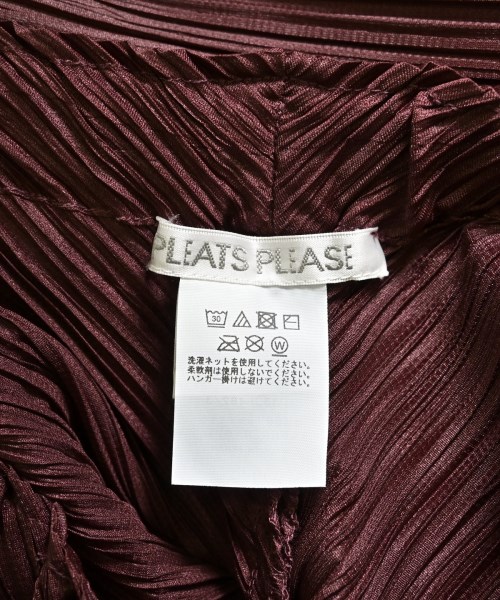 PLEATS PLEASE
30
W
洗濯ネットを使用してください。
柔軟剤は使用しないでください。
ハンガー掛けは避けてください。